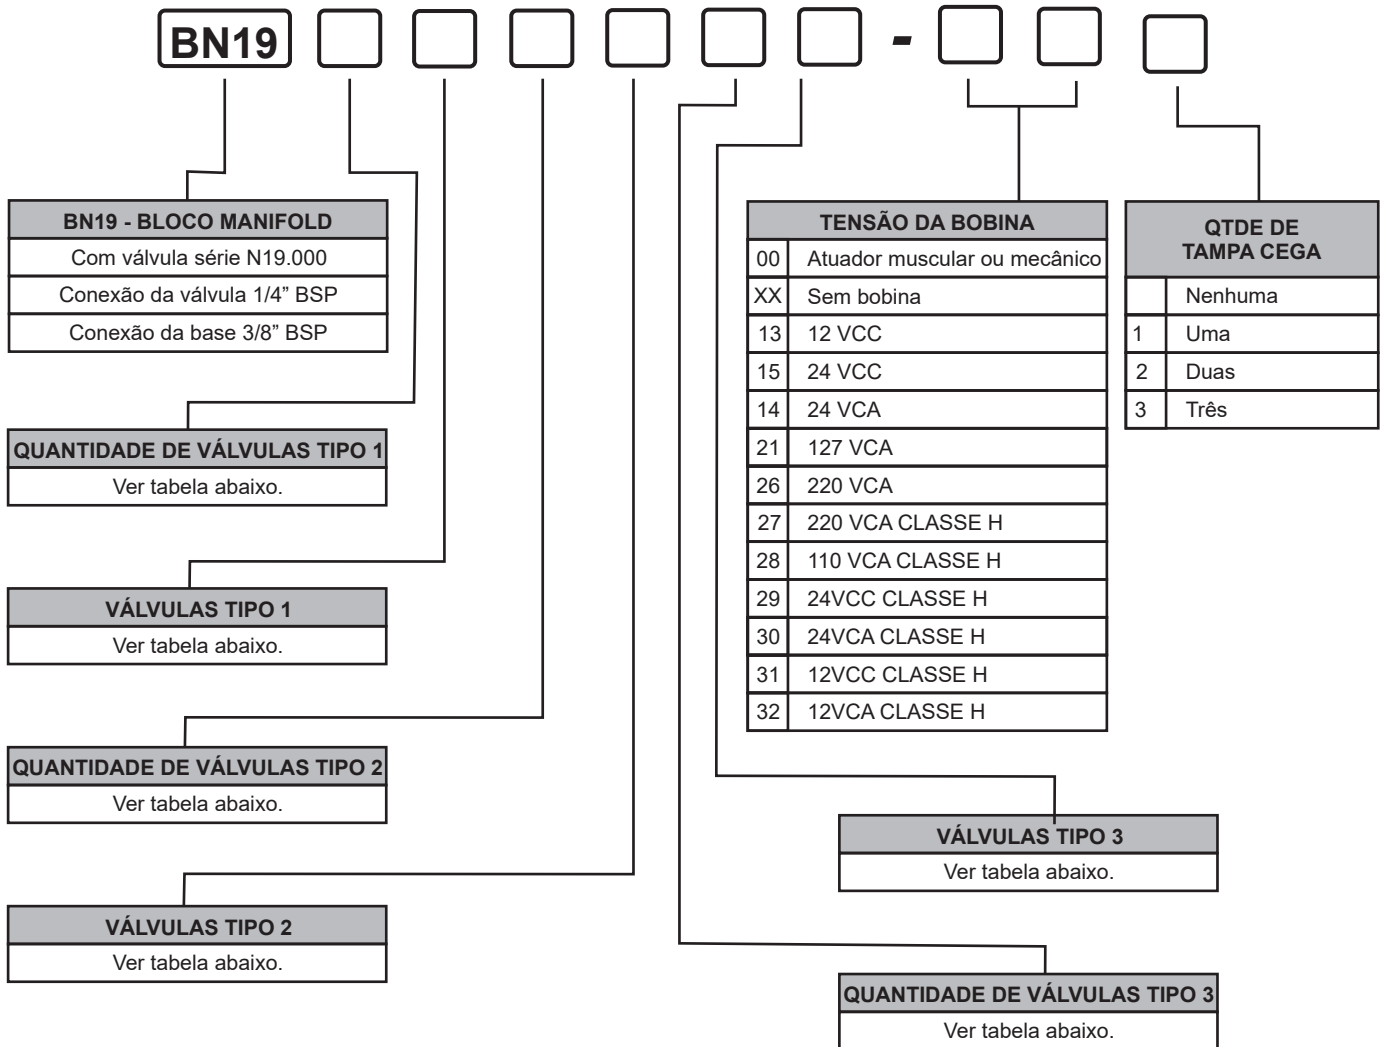 BN19 -
BN19 - BLOCO MANIFOLD
Com válvula série N19.000
Conexão da válvula 1/4” BSP
Conexão da base 3/8” BSP
QUANTIDADE DE VÁLVULAS TIPO 1
Ver tabela abaixo.
VÁLVULAS TIPO 1
Ver tabela abaixo.
QUANTIDADE DE VÁLVULAS TIPO 2
Ver tabela abaixo.
VÁLVULAS TIPO 2
Ver tabela abaixo.
TENSÃO DA BOBINA
00 Atuador muscular ou mecânico
XX Sem bobina
13 12 VCC
15 24 VCC
14 24 VCA
21 127 VCA
26 220 VCA
27 220 VCA CLASSE H
28 110 VCA CLASSE H
29 24VCC CLASSE H
30 24VCA CLASSE H
31 12VCC CLASSE H
32 12VCA CLASSE H
QTDE DE
TAMPA CEGA
Nenhuma
1 Uma
2 Duas
3 Três
VÁLVULAS TIPO 3
Ver tabela abaixo.
QUANTIDADE DE VÁLVULAS TIPO 3
Ver tabela abaixo.